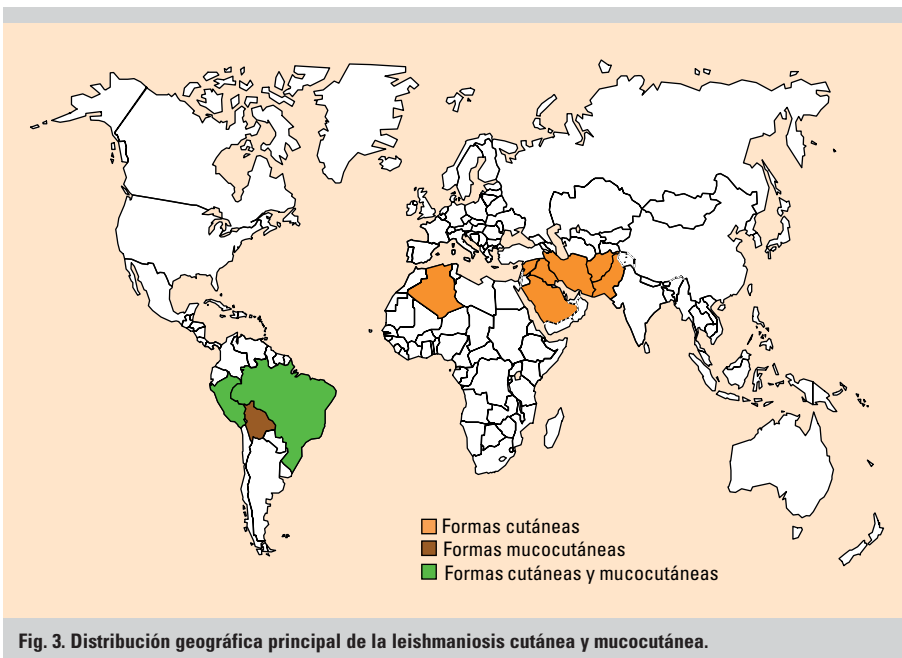 Formas cutáneas
Formas mucocutáneas
Formas cutáneas y mucocutáneas
Fig. 3. Distribución geográfica principal de la leishmaniosis cutánea y mucocutánea.